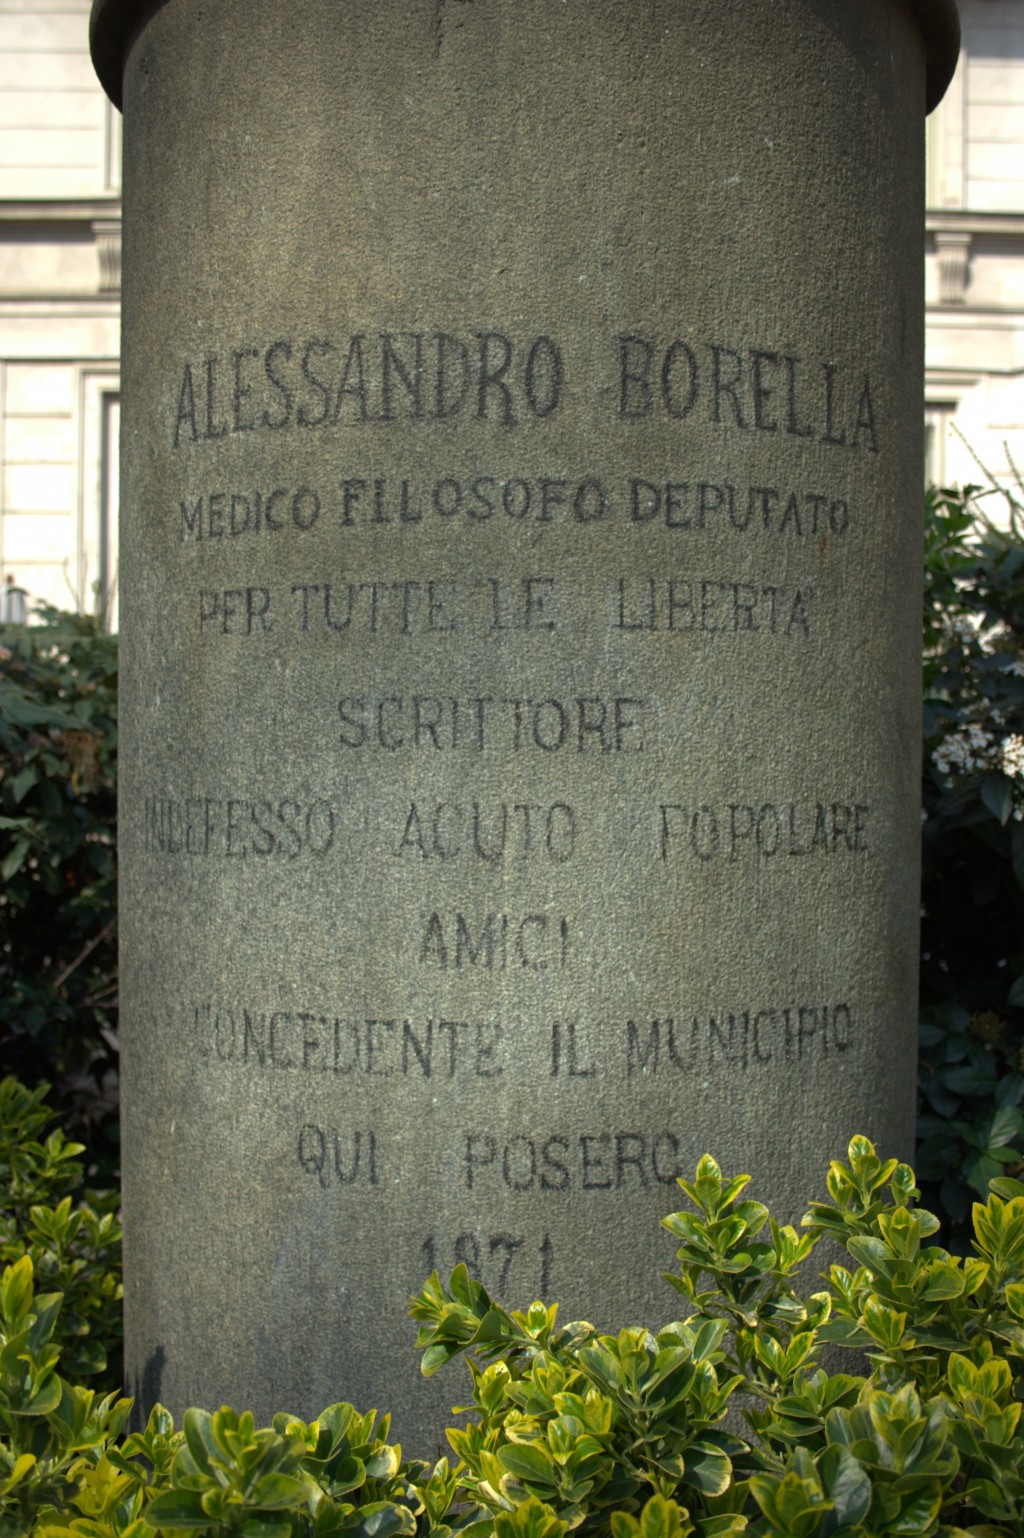 ALESSANDRO BORELLA
MEDICO FILOSOFO DEPUTATO
PER TUTTE LE LIBERTÀ
SCRITTORE
INDEFESSO ACUTO POPOLARE
AMICI
CONCEDENTE IL MUNICIPIO
QUI POSERO
1871